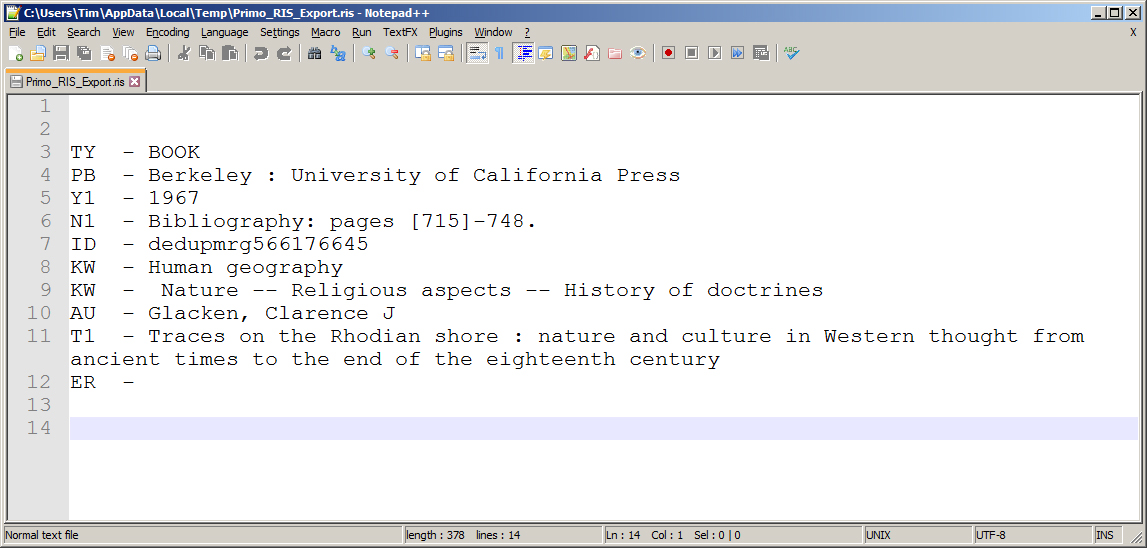 C:\Users\Tim\AppData\Local\Temp\Primo_RIS_Export.ris - Notepad++
File Edit Search View Encoding Language Settings Macro Run TextFX Plugins Window ? X
ABC
Primo_RIS_Export.ris
1
2
3 TY  - BOOK
4 PB  - Berkeley : University of California Press
5 Y1  - 1967
6 N1  - Bibliography: pages [715]-748.
7 ID  - dedupmrg566176645
8 KW  - Human geography
9 KW  -  Nature -- Religious aspects -- History of doctrines
10 AU  - Glacken, Clarence J
11 T1  - Traces on the Rhodian shore : nature and culture in Western thought from
ancient times to the end of the eighteenth century
12 ER  -
13
14
Normal text file length : 378 lines : 14 Ln : 14 Col : 1 Sel : 0 | 0 UNIX UTF-8 INS